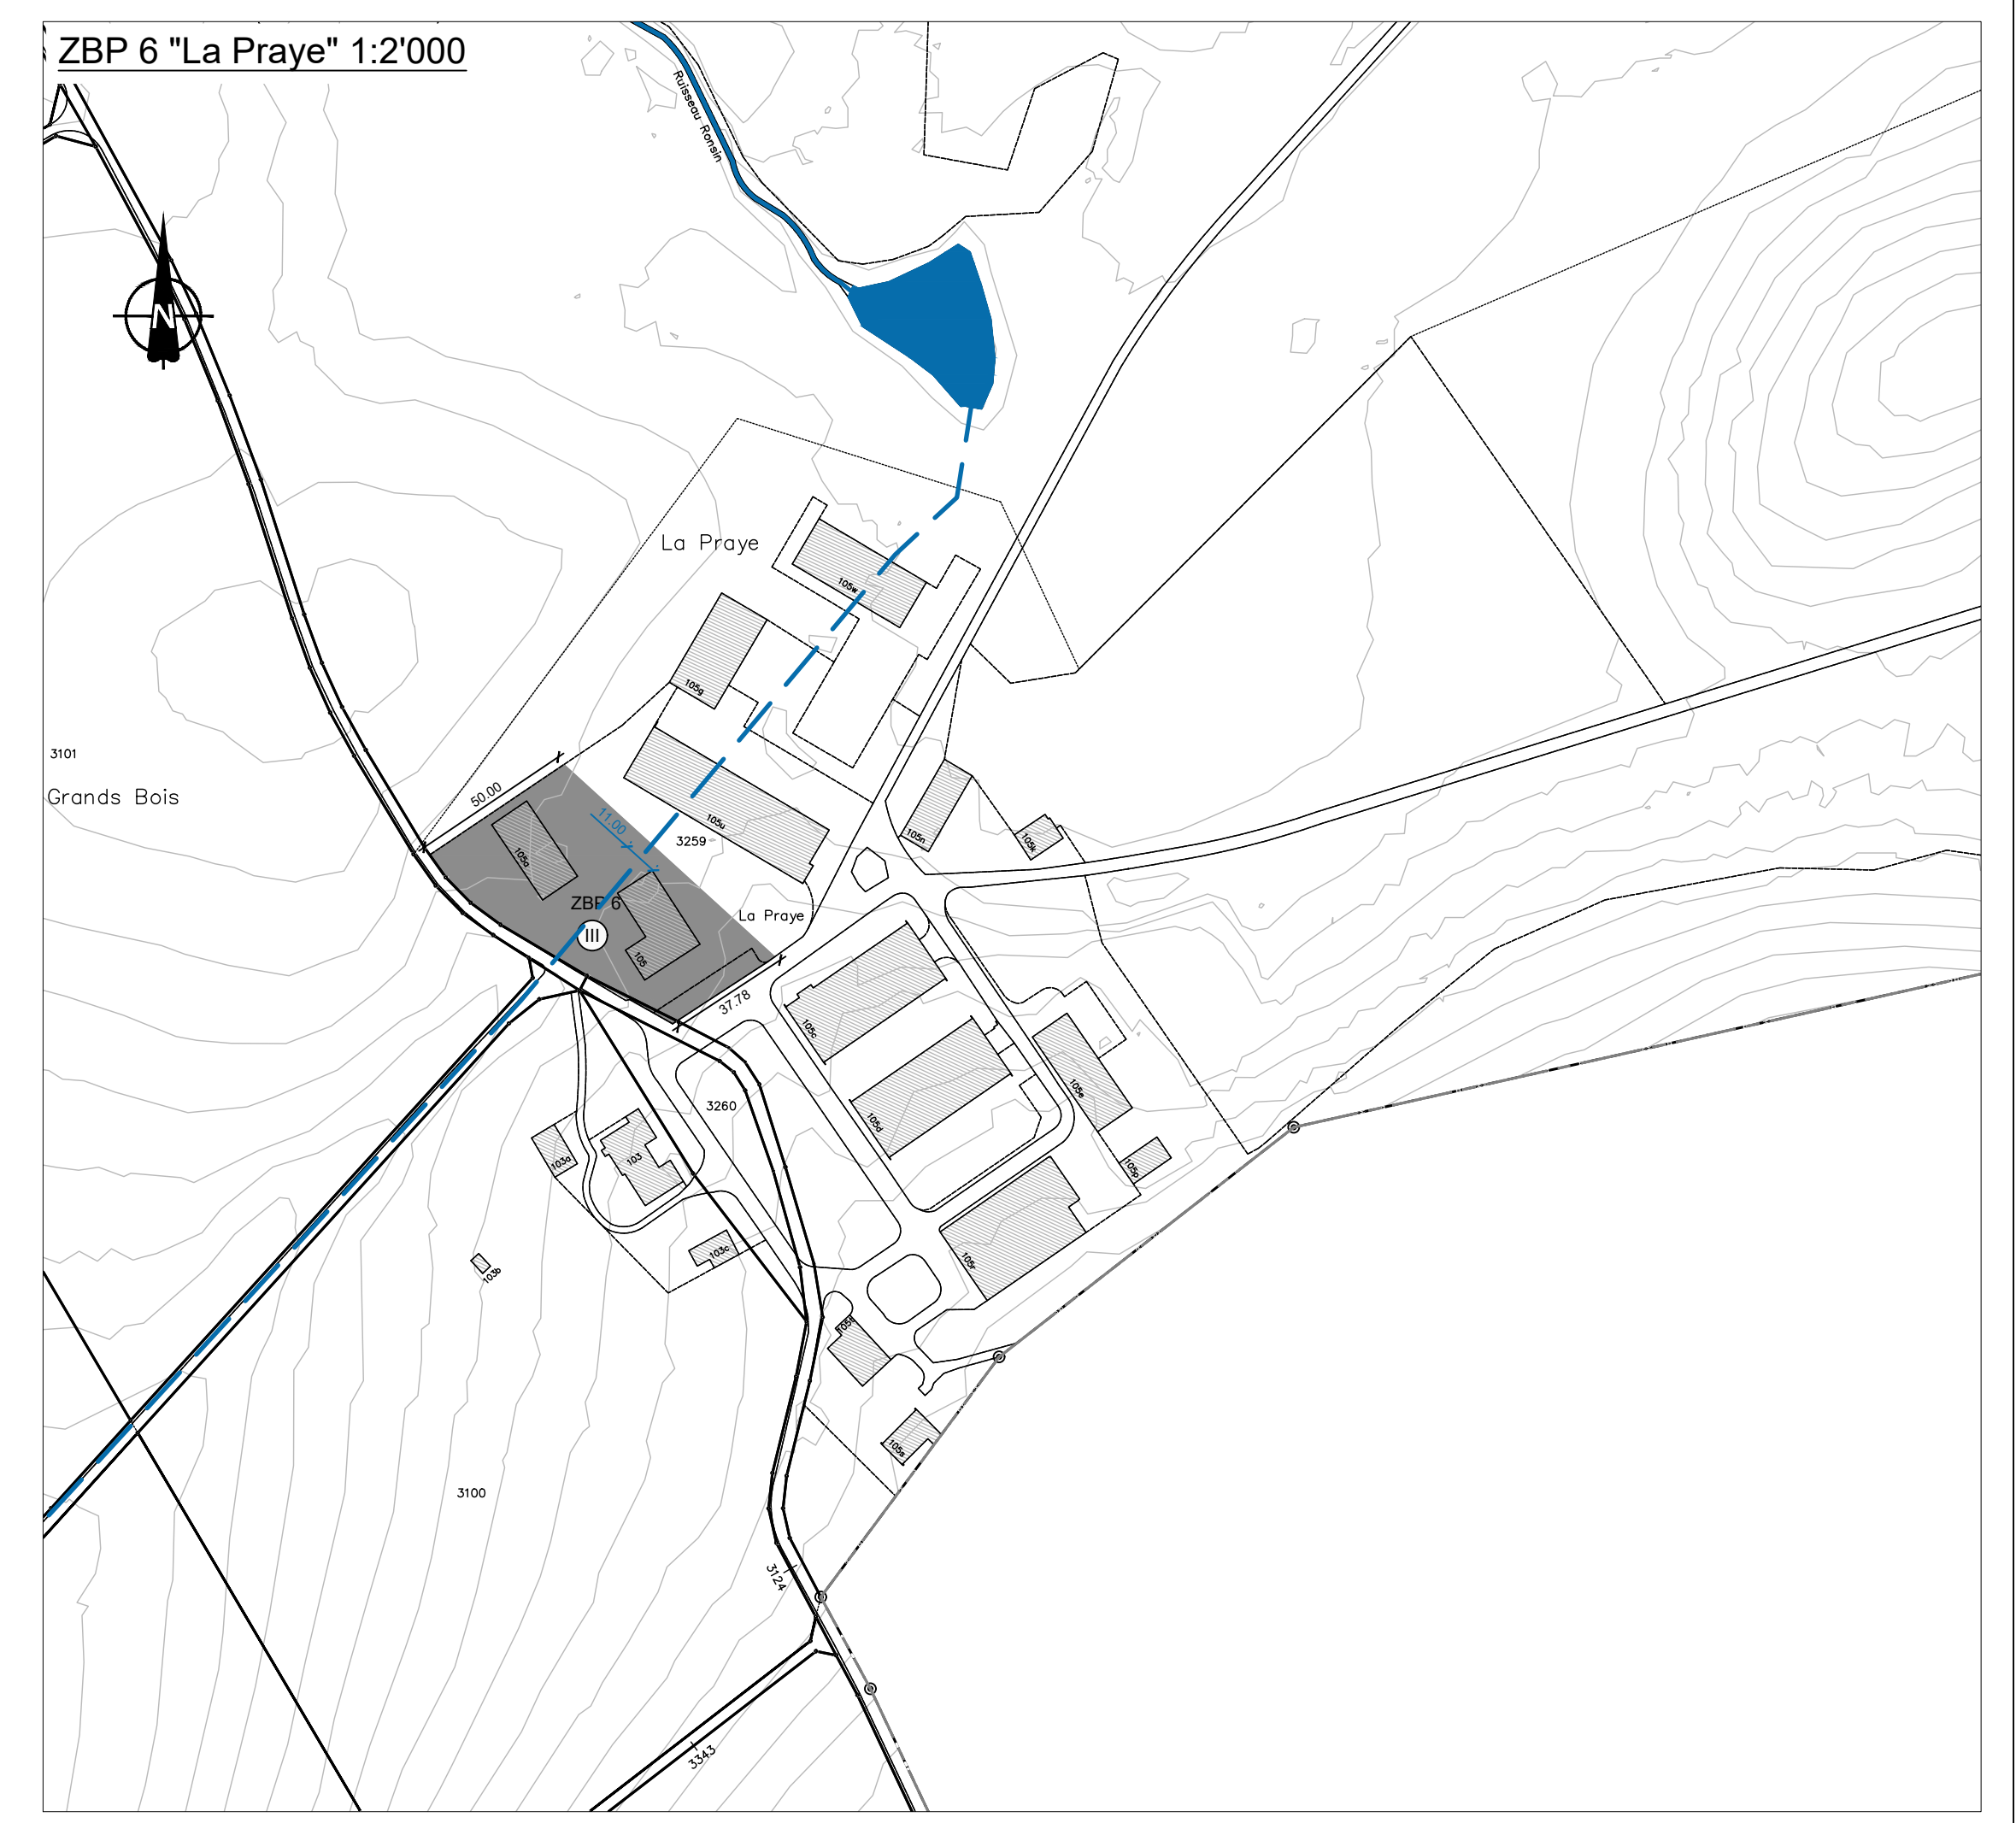 ZBP 6 "La Praye" 1:2'000
Ruisseau Ronsin
N
La Praye
105w
105g
3101
Grands Bois
50.00
11.00
105u
3259
105n
105k
105a
ZBP 6
La Praye
III
105
37.78
105c
105d
105e
3260
103a
103
105p
103c
103b
105r
105t
105s
3100
3124
3343